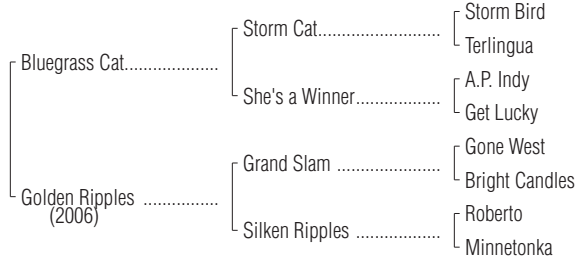 Storm Bird
Storm Cat....................................
Terlingua
Bluegrass Cat.....................
A.P. Indy
She's a Winner.........................
Get Lucky
Gone West
Grand Slam ..............................
Bright Candles
Golden Ripples .................
(2006)
Roberto
Silken Ripples .........................
Minnetonka